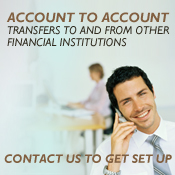 ACCOUNT TO ACCOUNT
TRANSFERS TO AND FROM OTHER
FINANCIAL INSTITUTIONS
CONTACT US TO GET SET UP